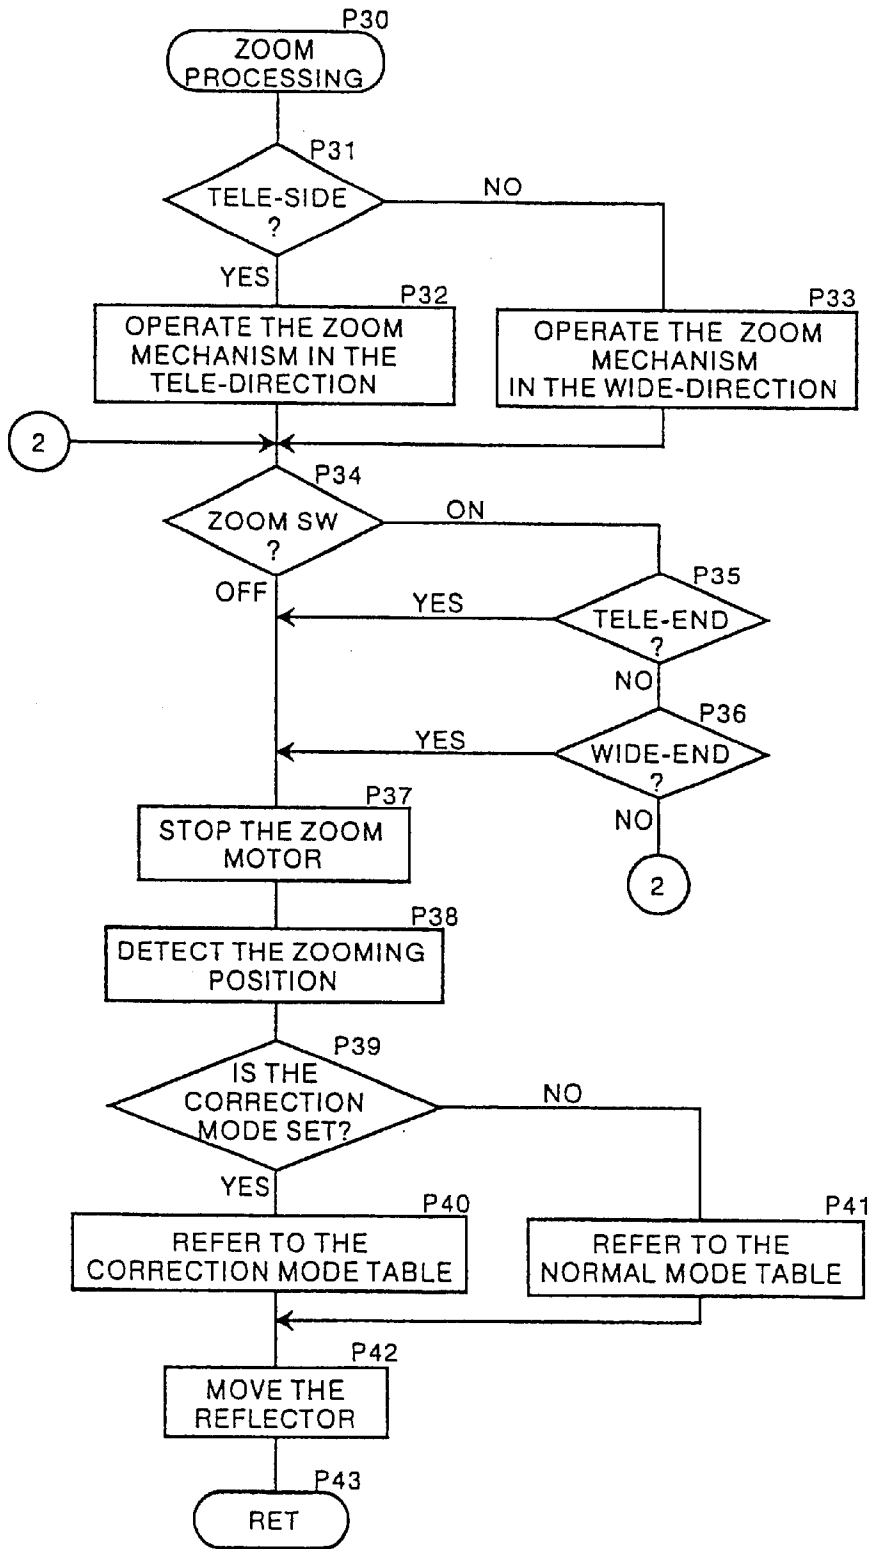 P30
ZOOM
PROCESSING
P31
TELE-SIDE
?
NO
YES
P32
OPERATE THE ZOOM
MECHANISM IN THE
TELE-DIRECTION
P33
OPERATE THE ZOOM
MECHANISM
IN THE WIDE-DIRECTION
2
P34
ZOOM SW
?
ON
OFF
P35
TELE-END
?
YES
NO
P36
WIDE-END
?
YES
NO
2
P37
STOP THE ZOOM
MOTOR
P38
DETECT THE ZOOMING
POSITION
P39
IS THE
CORRECTION
MODE SET?
NO
YES
P40
REFER TO THE
CORRECTION MODE TABLE
P41
REFER TO THE
NORMAL MODE TABLE
P42
MOVE THE
REFLECTOR
P43
RET